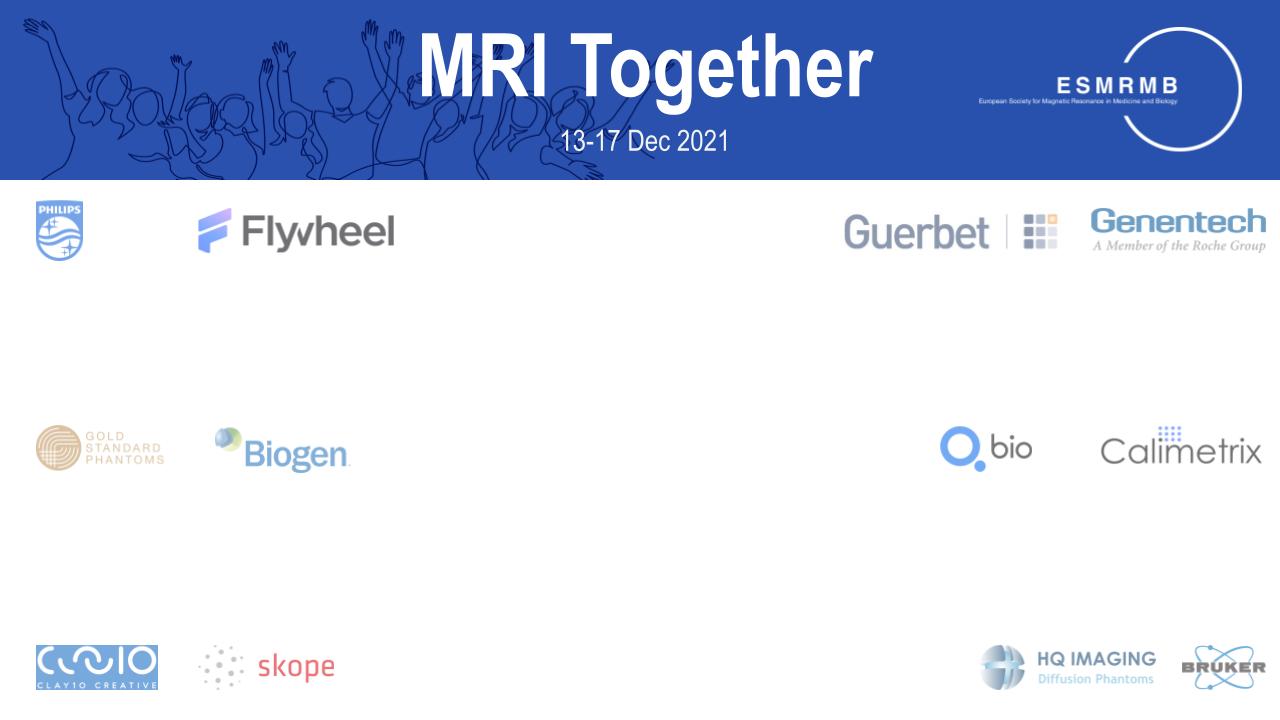 MRI Together
13-17 Dec 2021
ESMRMB
European Society for Magnetic Resonance in Medicine and Biology
PHILIPS
Flywheel
Guerbet
Genentech
A Member of the Roche Group
GOLD
STANDARD
PHANTOMS
Biogen.
Q bio
Calimetrix
CLAY10
CLAY10 CREATIVE
skope
HQ IMAGING
Diffusion Phantoms
BRUKER